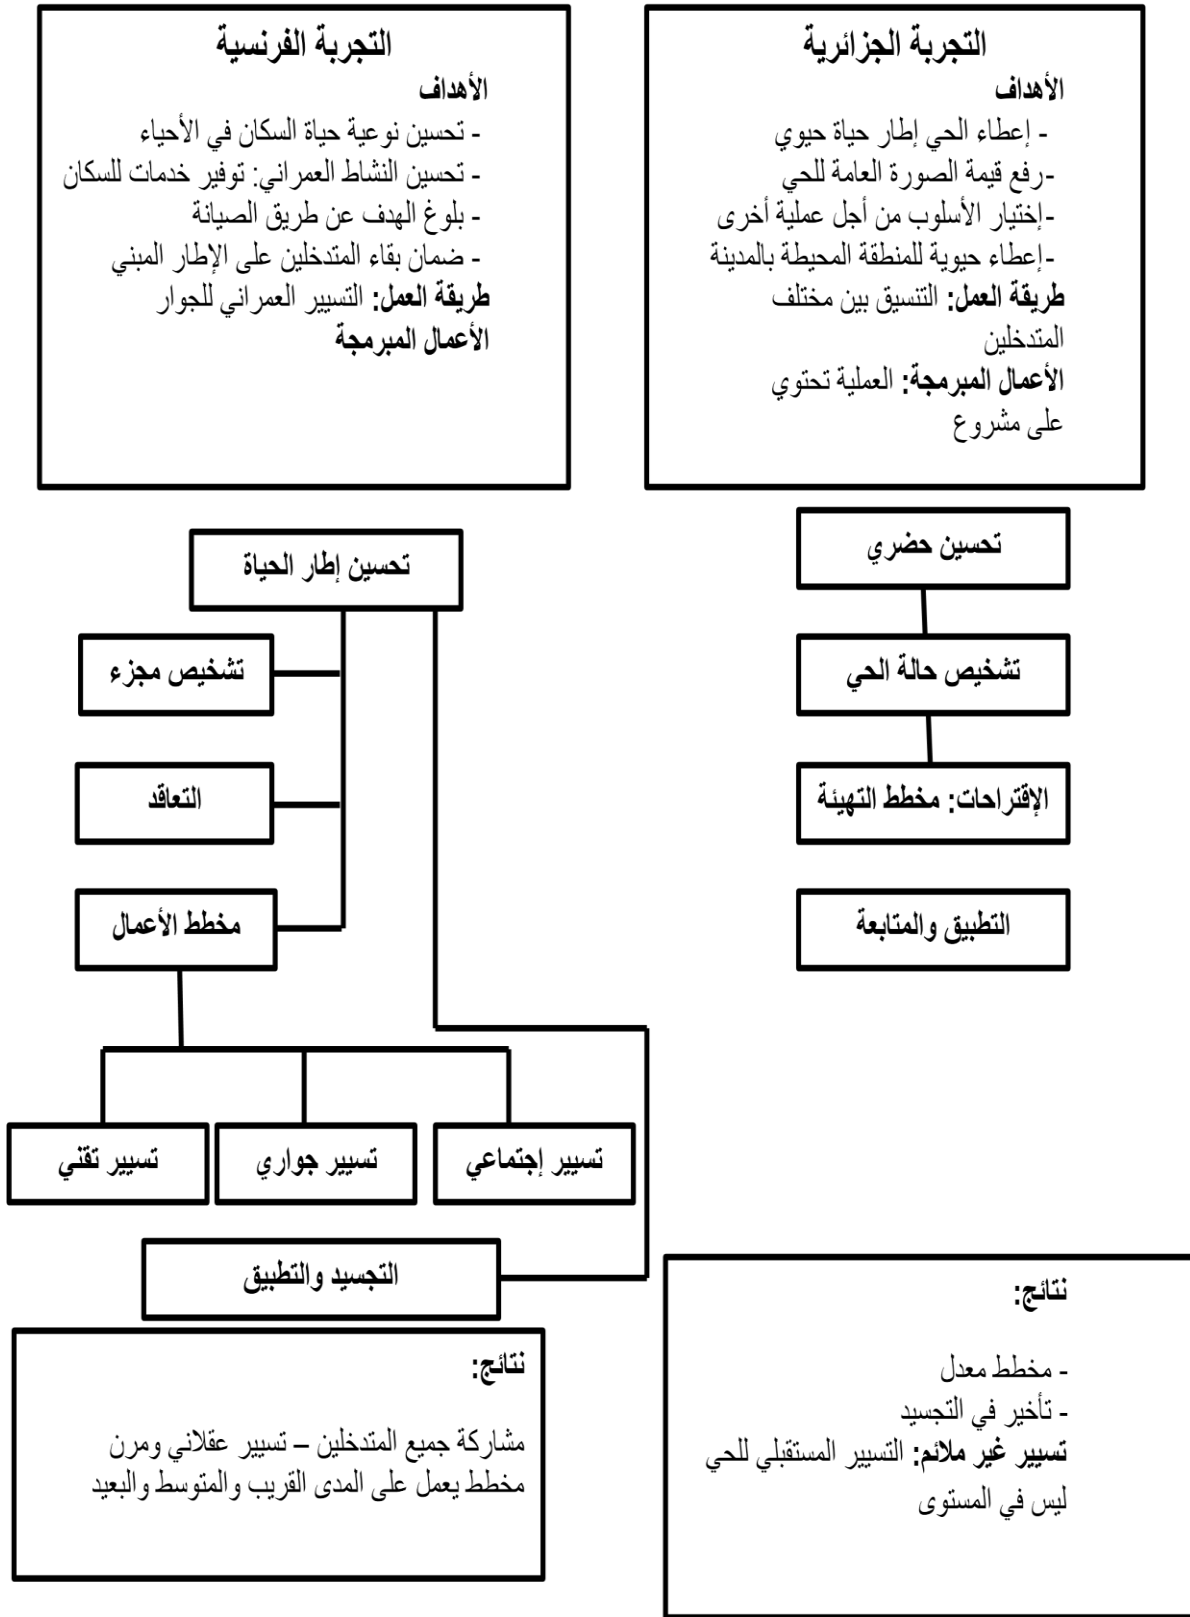 التجربة الجزائرية
الأهداف
- إعطاء الحي إطار حياة حيوي
-رفع قيمة الصورة العامة للحي
-إختيار الأسلوب من أجل عملية أخرى
-إعطاء حيوية للمنطقة المحيطة بالمدينة
طريقة العمل: التنسيق بين مختلف
المتدخلين
الأعمال المبرمجة: العملية تحتوي
على مشروع
تحسين حضري
تشخيص حالة الحي
الإقتراحات: مخطط التهيئة
التطبيق والمتابعة
نتائج:
- مخطط معدل
- تأخير في التجسيد
تسيير غير ملائم: التسيير المستقبلي للحي
ليس في المستوى
التجربة الفرنسية
الأهداف
- تحسين نوعية حياة السكان في الأحياء
- تحسين النشاط العمراني: توفير خدمات للسكان
- بلوغ الهدف عن طريق الصيانة
- ضمان بقاء المتدخلين على الإطار المبني
طريقة العمل: التسيير العمراني للجوار
الأعمال المبرمجة
تحسين إطار الحياة
تشخيص مجزء
التعاقد
مخطط الأعمال
تسيير إجتماعي
تسيير جواري
تسيير تقني
التجسيد والتطبيق
نتائج:
مشاركة جميع المتدخلين – تسيير عقلاني ومرن
مخطط يعمل على المدى القريب والمتوسط والبعيد